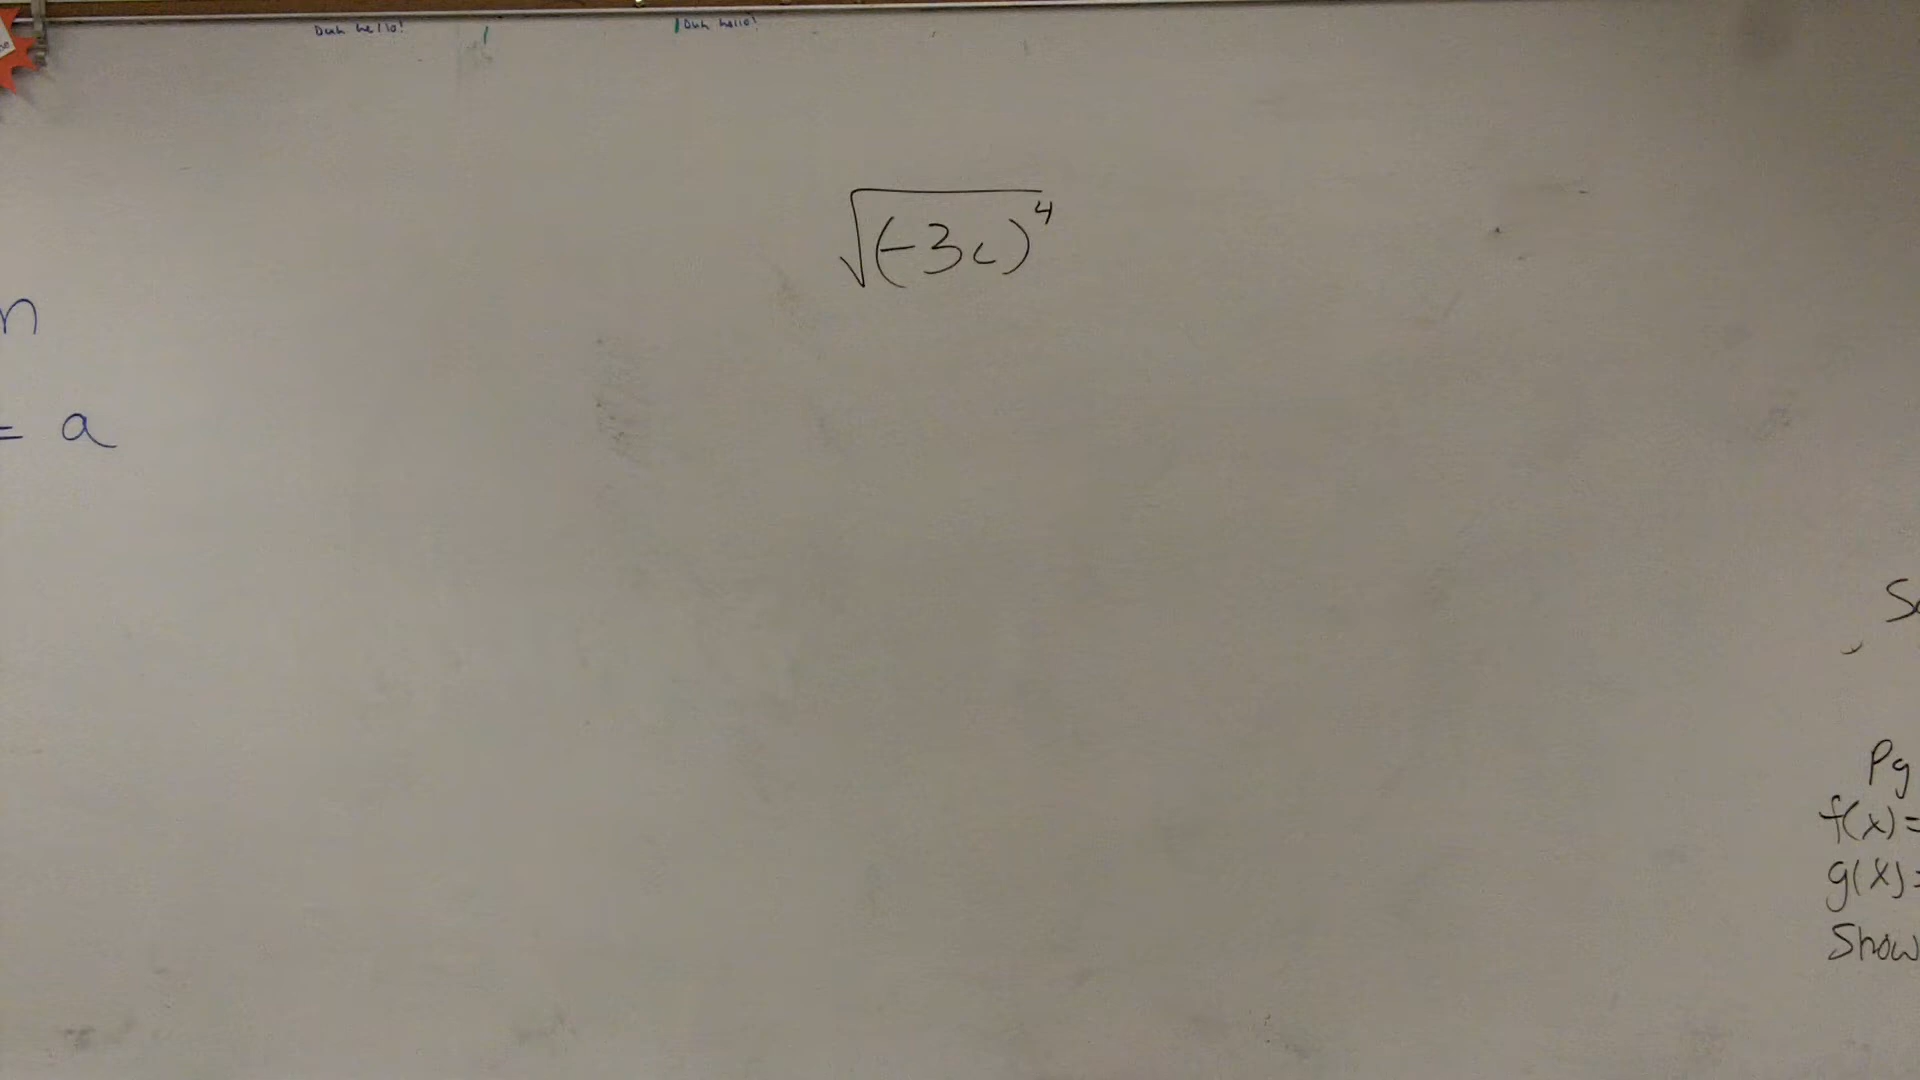 Duh hello! Duh hello!
√(-3c)⁴
n
= a
Pg
f(x)=
g(x)=
Show